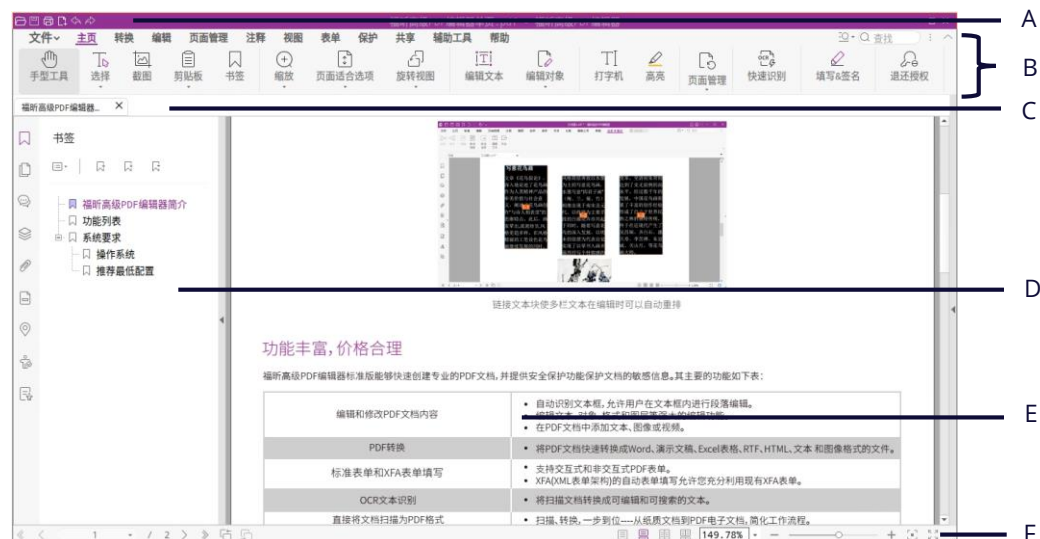 A
文件 主页 转换 编辑 页面管理 注释 视图 表单 保护 共享 辅助工具 帮助 查找
B
手型工具 选择 截图 剪贴板 书签 缩放 页面适合选项 旋转视图 编辑文本 编辑对象 打字机 高亮 页面管理 快速识别 填写&签名 退还授权
福昕高级PDF编辑器...
C
书签
福昕高级PDF编辑器简介
功能列表
系统要求
操作系统
推荐最低配置
D
链接文本块使多栏文本在编辑时可以自动重排
功能丰富,价格合理
福昕高级PDF编辑器标准版能够快速创建专业的PDF文档,并提供安全保护功能保护文档的敏感信息。其主要的功能如下表:
编辑和修改PDF文档内容
• 自动识别文本框,允许用户在文本框内进行段落编辑。
E
• 在PDF文档中添加文本、图像或视频。
PDF转换
• 将PDF文档快速转换成Word、演示文稿、Excel表格、RTF、HTML、文本 和图像格式的文件。
标准表单和XFA表单填写
• 支持交互式和非交互式PDF表单。
• XFA(XML表单架构)的自动表单填写允许您充分利用现有XFA表单。
OCR文本识别
• 将扫描文档转换成可编辑和可搜索的文本。
直接将文档扫描为PDF格式
• 扫描、转换,一步到位----从纸质文档到PDF电子文档,简化工作流程。
1 / 2 149.78%
F